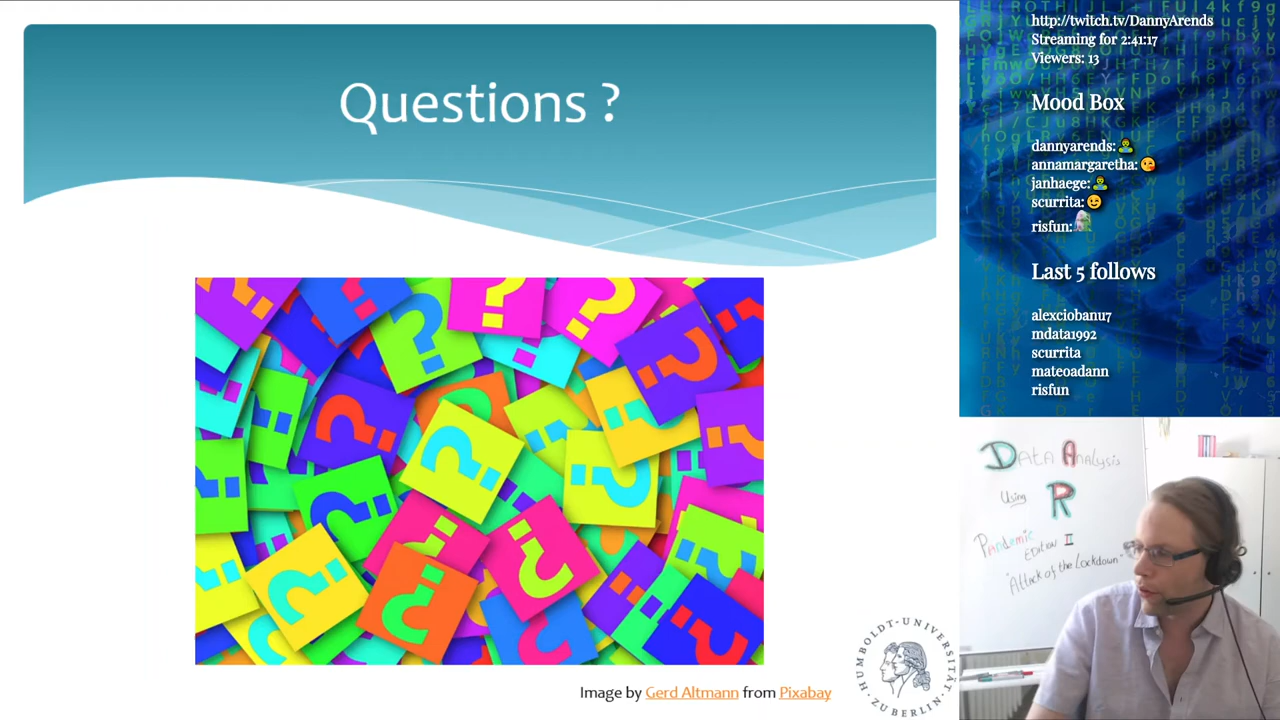 Questions ?
Image by Gerd Altmann from Pixabay
HUMBOLDT-UNIVERSITÄT
ZU BERLIN
http://twitch.tv/DannyArends
Streaming for 2:41:17
Viewers: 13
Mood Box
dannyarends:
annamargaretha:
janhaege:
scurrita:
risfun:
Last 5 follows
alexciobanu7
mdata1992
scurrita
mateoadann
risfun
Data Analysis
Using
R
Pandemic
Edition II
"Attack of the Lockdown"